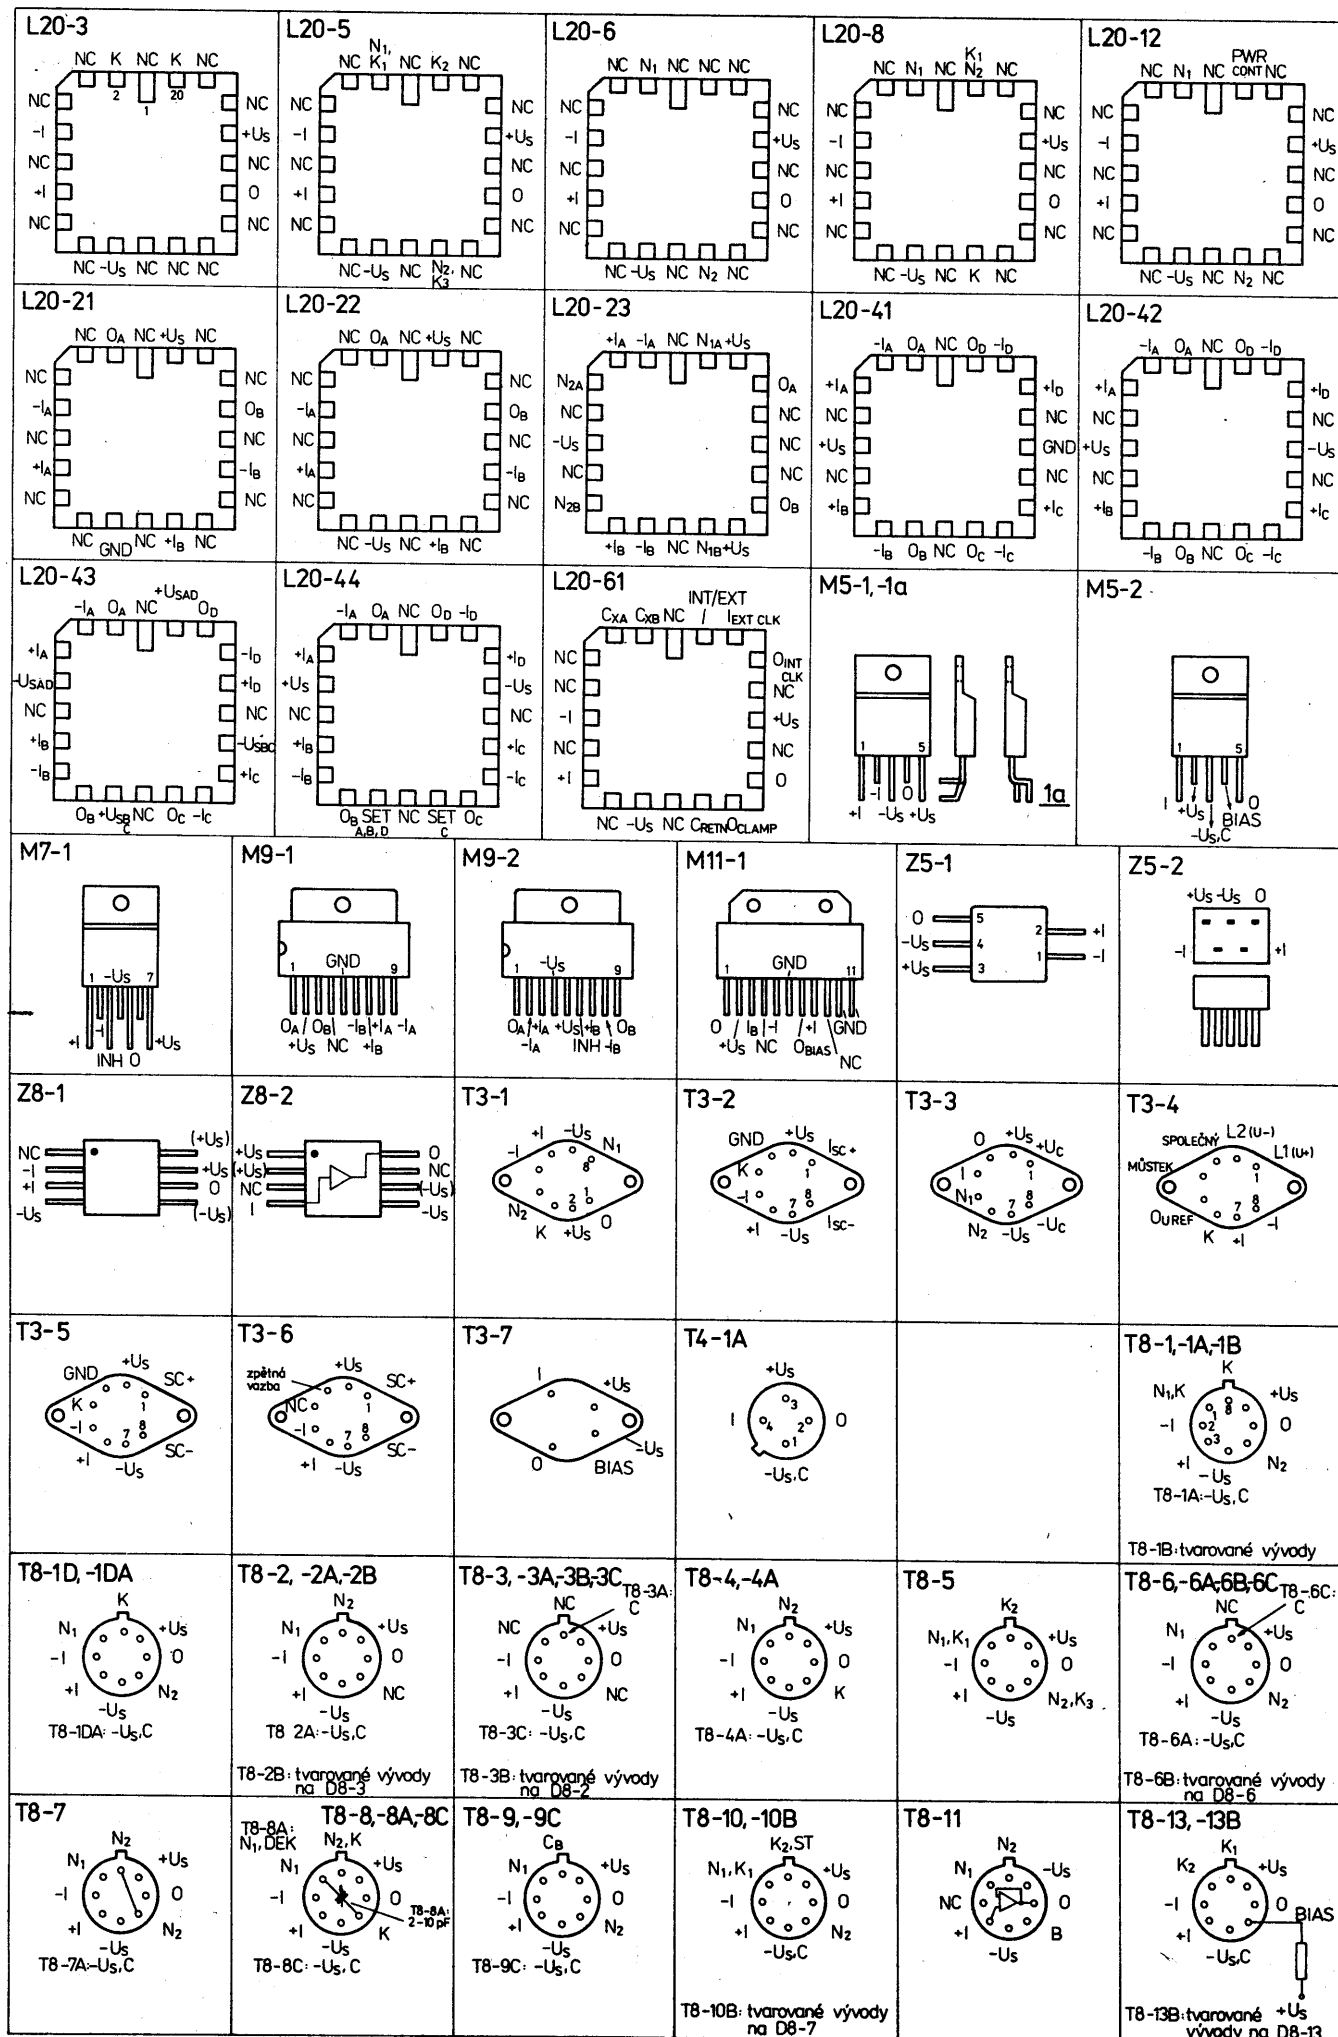 L20-3
NC K NC K NC
2 1 20
NC NC
-I +US
NC NC
+I O
NC NC
NC -US NC NC NC
L20-5
N1,
NC K1 NC K2 NC
NC NC
-I +US
NC NC
+I O
NC NC
NC -US NC N2, NC
K3
L20-6
NC N1 NC NC NC
NC NC
-I +US
NC NC
+I O
NC NC
NC -US NC N2 NC
L20-8
K1
NC N1 NC N2 NC
NC NC
-I +US
NC NC
+I O
NC NC
NC -US NC K NC
L20-12
PWR
NC N1 NC CONT NC
NC NC
-I +US
NC NC
+I O
NC NC
NC -US NC N2 NC
L20-21
NC OA NC +US NC
NC NC
-IA OB
NC NC
+IA -IB
NC NC
NC GND NC +IB NC
L20-22
NC OA NC +US NC
NC NC
-IA OB
NC NC
+IA -IB
NC NC
NC -US NC +IB NC
L20-23
+IA -IA NC N1A +US
N2A OA
NC NC
-US NC
NC NC
N2B OB
+IB -IB NC N1B +US
L20-41
-IA OA NC OD -ID
+IA +ID
NC NC
+US GND
NC NC
+IB +IC
-IB OB NC OC -IC
L20-42
-IA OA NC OD -ID
+IA +ID
NC NC
+US -US
NC NC
+IB +IC
-IB OB NC OC -IC
L20-43
+USAD
-IA OA NC OD
+IA -ID
-USAD +ID
NC NC
+IB -USBC
-IB +IC
OB +USB NC OC -IC
C
L20-44
-IA OA NC OD -ID
+IA +ID
+US -US
NC NC
+IB +IC
-IB -IC
OB SET NC SET OC
A,B,D C
L20-61
INT/EXT
CXA CXB NC / IEXT CLK
NC OINT
CLK
NC NC
-I +US
NC NC
+I O
NC -US NC CRETN OCLAMP
M5-1,-1a
1 5
-I O
+I -US +US
1a
M5-2
1 5
I O
+US BIAS
-US,C
M7-1
1 -US 7
-I
+I +US
INH O
M9-1
GND
1 9
OA OB -IB +IA -IA
+US NC +IB
M9-2
1 -US 9
OA +IA +US +IB OB
-IA INH -IB
M11-1
1 GND 11
O IB -I +I GND
+US NC OBIAS
NC
Z5-1
O 5 2 +I
-US 4
1 -I
+US 3
Z5-2
+US -US O
-I +I
Z8-1
(+US)
NC
-I +US
+I O
-US (-US)
Z8-2
+US O
(+US) NC
NC (-US)
I -US
T3-1
-US
+I N1
-I 8
N2 2 1
K +US O
T3-2
+US
GND ISC+
K 1
-I 7 8
+I -US ISC-
T3-3
+US
O +UC
I 1
N1 7 8
N2 -US -UC
T3-4
L2 (U-)
SPOLEČNÝ L1 (U+)
MŮSTEK 1
OUREF 7 8
K +I -I
T3-5
+US
GND SC+
K 1
-I 7 8
+I -US SC-
T3-6
+US
zpětná SC+
vazba
NC 1
-I 7 8
+I -US SC-
T3-7
I +US
-US
O BIAS
T4-1A
+US
3
I 4 2 O
1
-US,C
T8-1,-1A,-1B
K
N1,K +US
1 8
-I 2 O
3
+I N2
-US
T8-1A:-US, C
T8-1B: tvarované vývody
T8-1D, -1DA
K
N1 +US
-I O
+I N2
-US
T8-1DA: -US,C
T8-2, -2A,-2B
N2
N1 +US
-I O
+I NC
-US
T8 2A:-US, C
T8-2B: tvarované vývody
na D8-3
T8-3, -3A,-3B,-3C
T8-3A:
NC C
NC +US
-I O
+I NC
-US
T8-3C: -US,C
T8-3B: tvarované vývody
na D8-2
T8-4, -4A
N2
N1 +US
-I O
+I K
-US
T8-4A: -US,C
T8-5
K2
N1,K1 +US
-I O
+I N2,K3
-US
T8-6, -6A,-6B,-6C
T8-6C:
NC C
N1 +US
-I O
+I N2
-US
T8-6A: -US,C
T8-6B: tvarované vývody
na D8-6
T8-7
N2
N1 +US
-I O
+I N2
-US
T8-7A:-US,C
T8-8,-8A,-8C
T8-8A:
N1,DEK N2,K
N1 +US
-I O
T8-8A:
2-10 pF
+I K
-US
T8-8C: -US, C
T8-9, -9C
CB
N1 +US
-I O
+I N2
-US
T8-9C: -US, C
T8-10, -10B
K2,ST
N1,K1 +US
-I O
+I N2
-US,C
T8-10B: tvarované vývody
na D8-7
T8-11
N2
N1 -US
NC O
+I B
-US
T8-13, -13B
K1
K2 +US
-I O
BIAS
+I
-US,C
+US
T8-13B: tvarované
vývody na D8-13